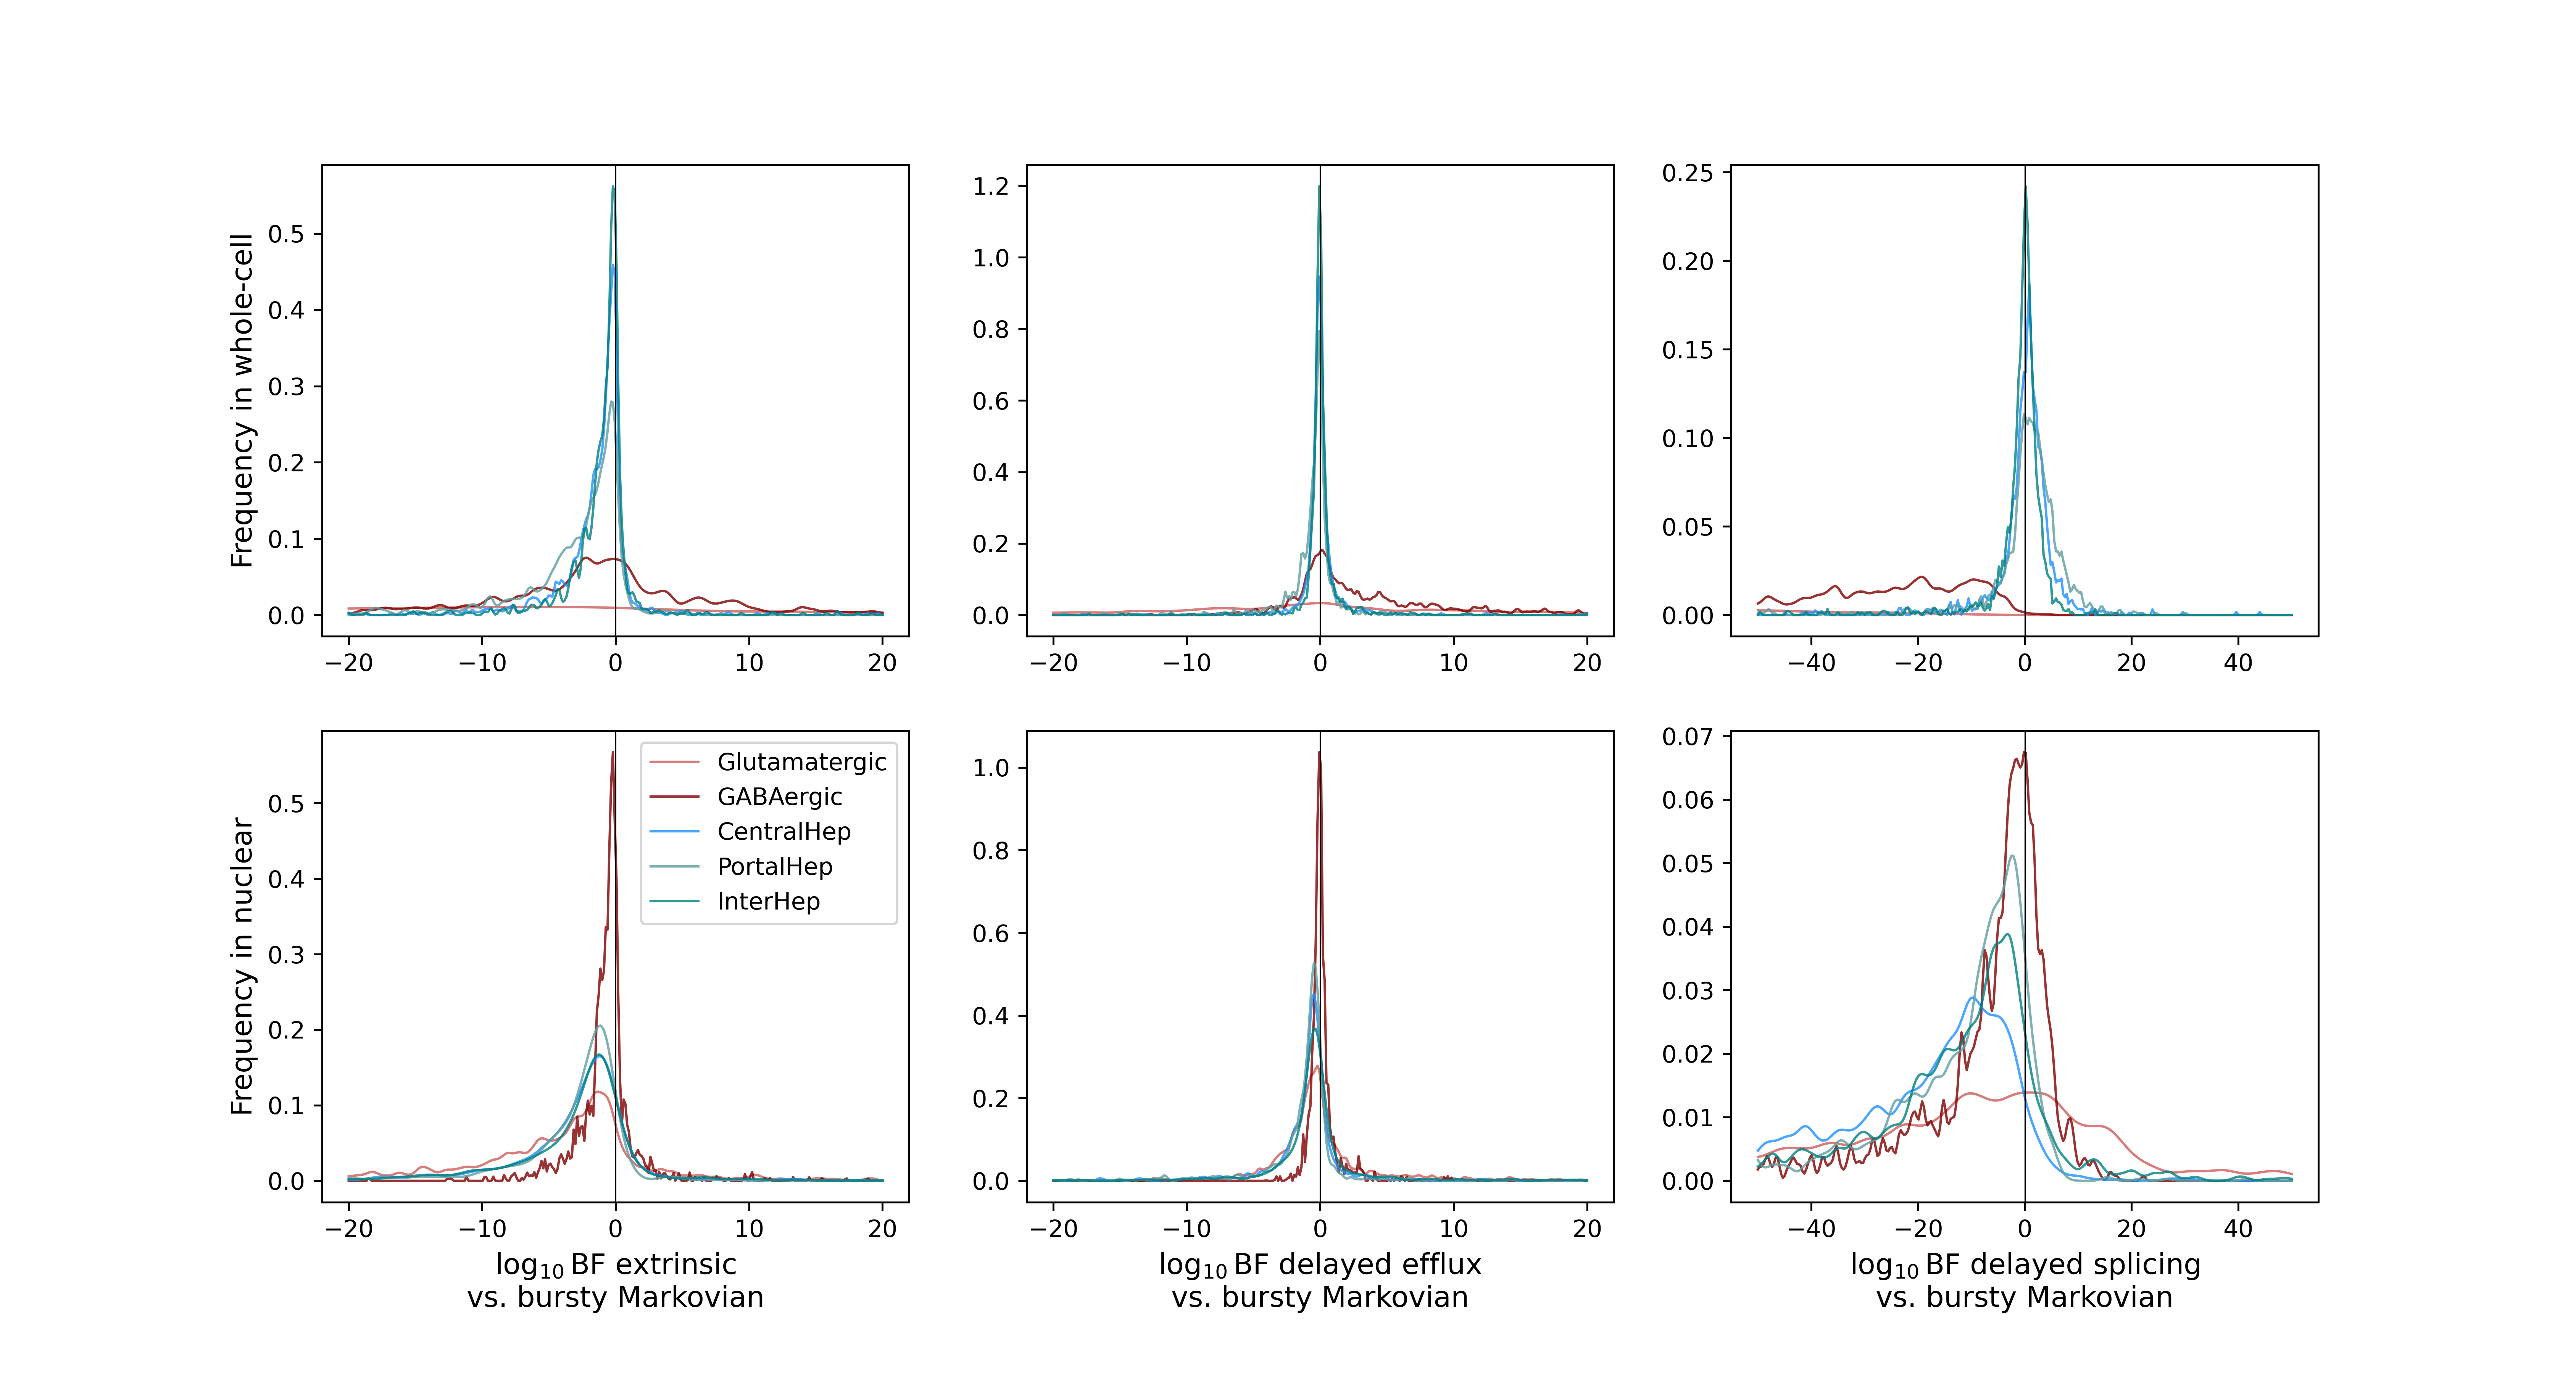 Frequency in whole-cell
0.5
0.4
0.3
0.2
0.1
0.0
−20 −10 0 10 20
1.2
1.0
0.8
0.6
0.4
0.2
0.0
−20 −10 0 10 20
0.25
0.20
0.15
0.10
0.05
0.00
−40 −20 0 20 40
Frequency in nuclear
0.5
0.4
0.3
0.2
0.1
0.0
Glutamatergic
GABAergic
CentralHep
PortalHep
InterHep
−20 −10 0 10 20
log₁₀ BF extrinsic
vs. bursty Markovian
1.0
0.8
0.6
0.4
0.2
0.0
−20 −10 0 10 20
log₁₀ BF delayed efflux
vs. bursty Markovian
0.07
0.06
0.05
0.04
0.03
0.02
0.01
0.00
−40 −20 0 20 40
log₁₀ BF delayed splicing
vs. bursty Markovian